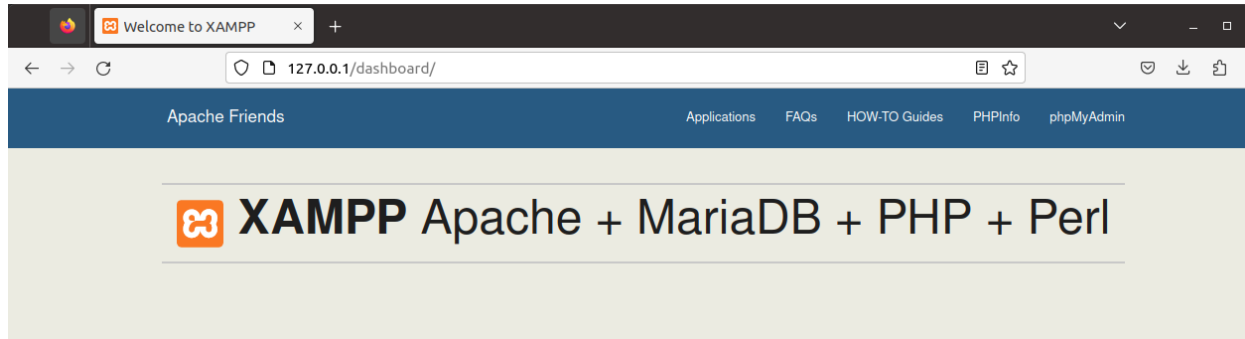 Welcome to XAMPP
127.0.0.1/dashboard/
Apache Friends Applications FAQs HOW-TO Guides PHPInfo phpMyAdmin
XAMPP Apache + MariaDB + PHP + Perl